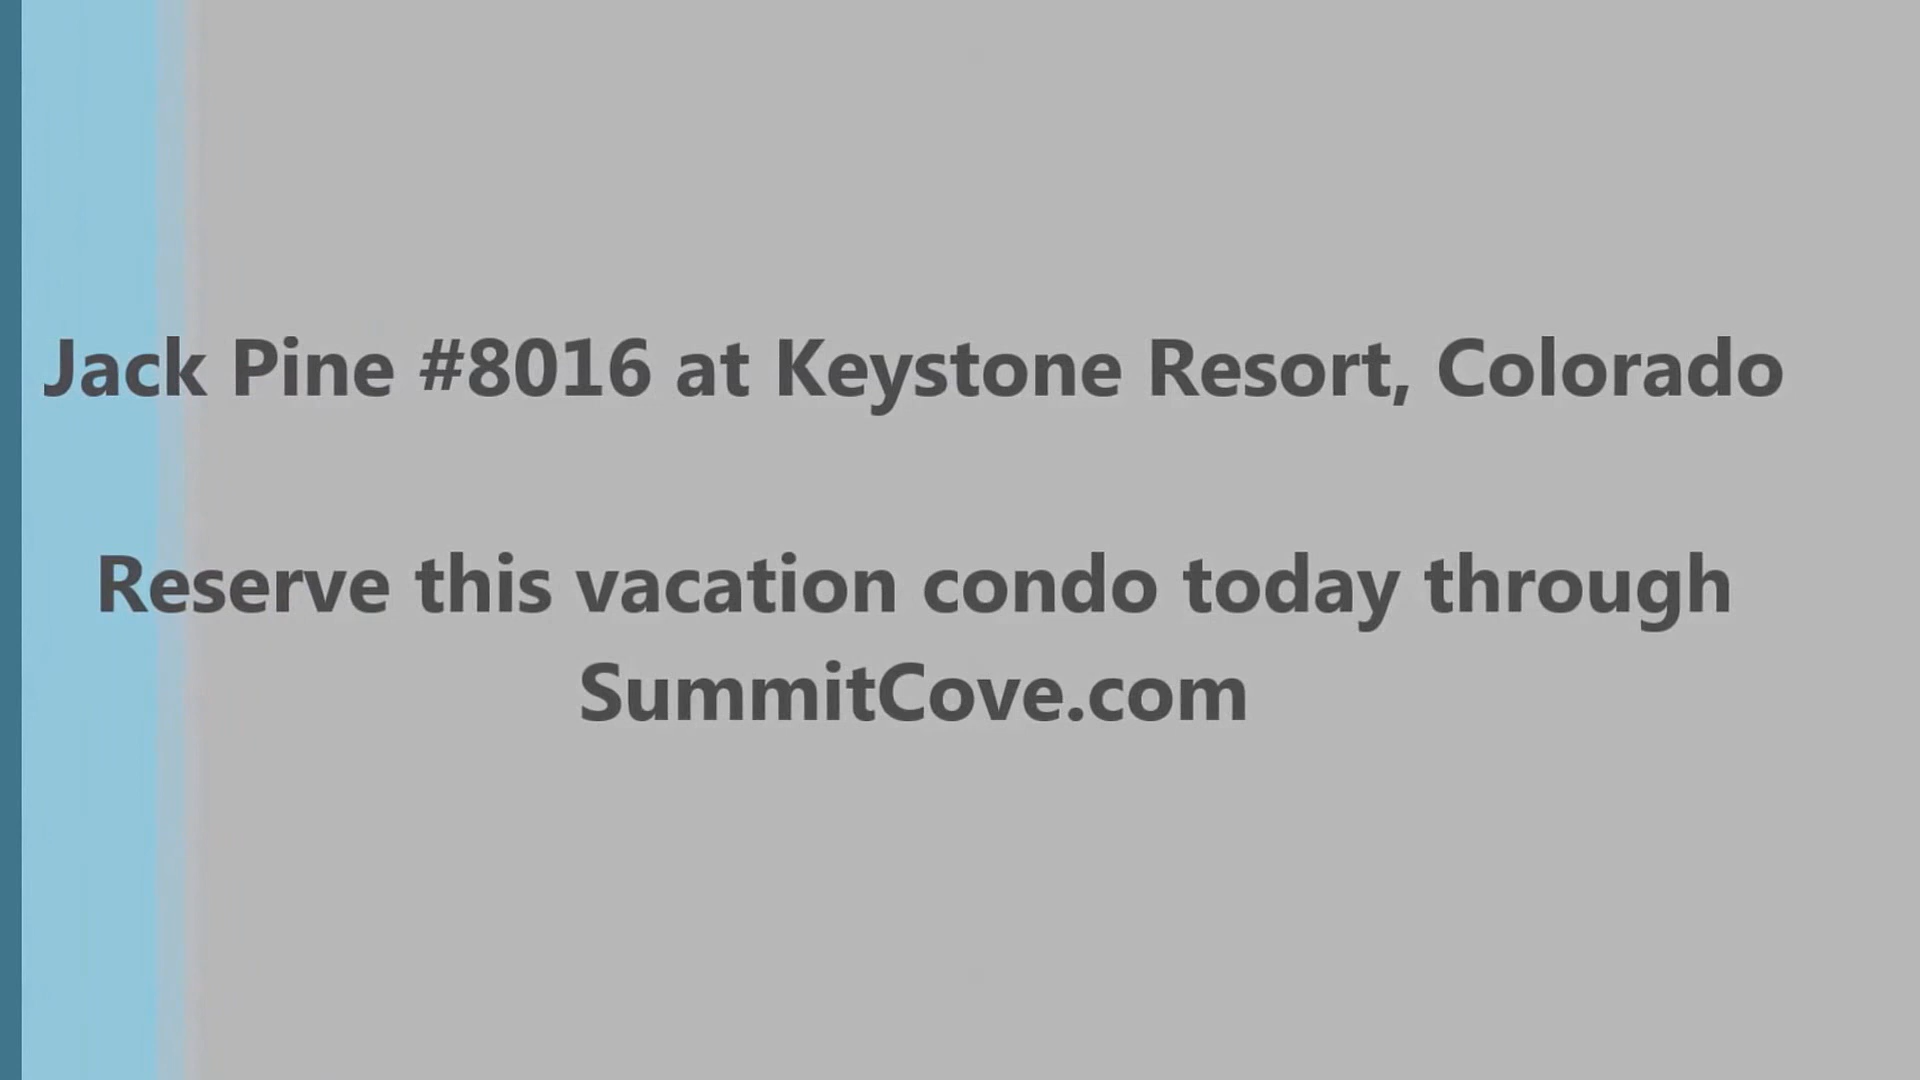 Jack Pine #8016 at Keystone Resort, Colorado
Reserve this vacation condo today through
SummitCove.com